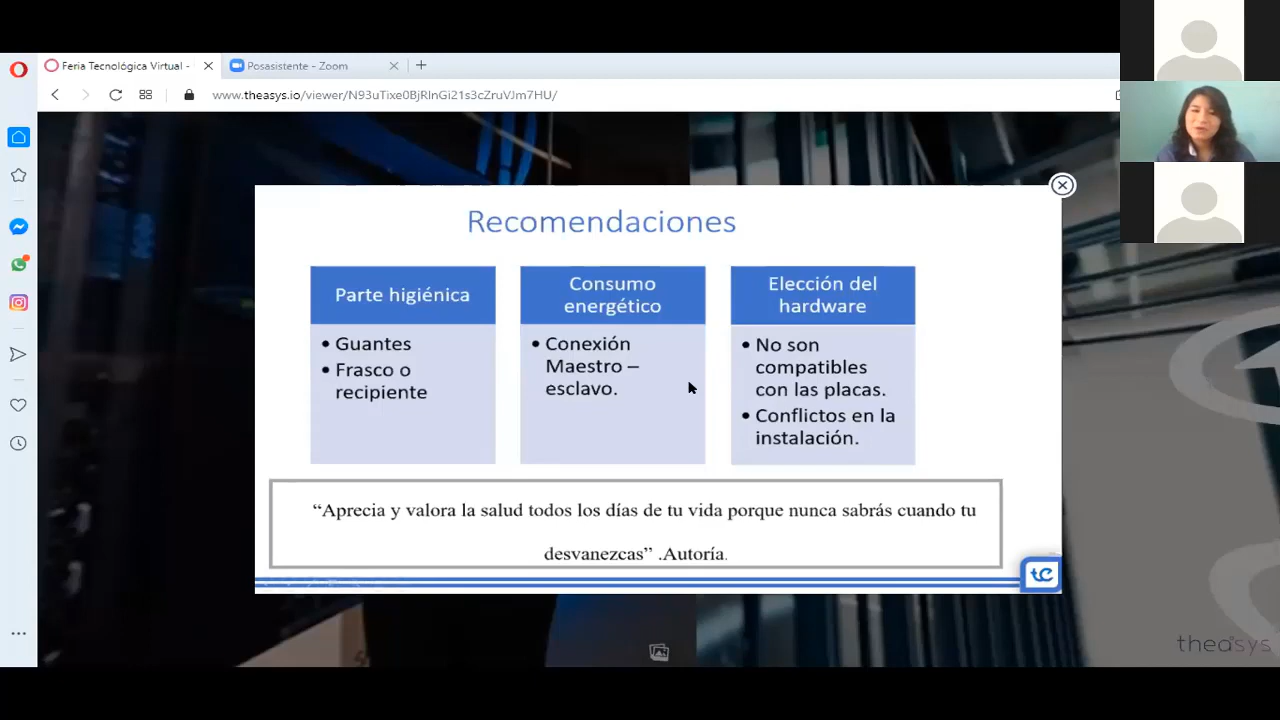 Feria Tecnológica Virtual -
Posasistente - Zoom
www.theasys.io/viewer/N93uTixe0BjRlnGi21s3cZruVJm7HU/
Recomendaciones
Parte higiénica
• Guantes
• Frasco o
recipiente
Consumo
energético
• Conexión
Maestro –
esclavo.
Elección del
hardware
• No son
compatibles
con las placas.
• Conflictos en la
instalación.
“Aprecia y valora la salud todos los días de tu vida porque nunca sabrás cuando tu
desvanezcas” .Autoría.
tc
theasys